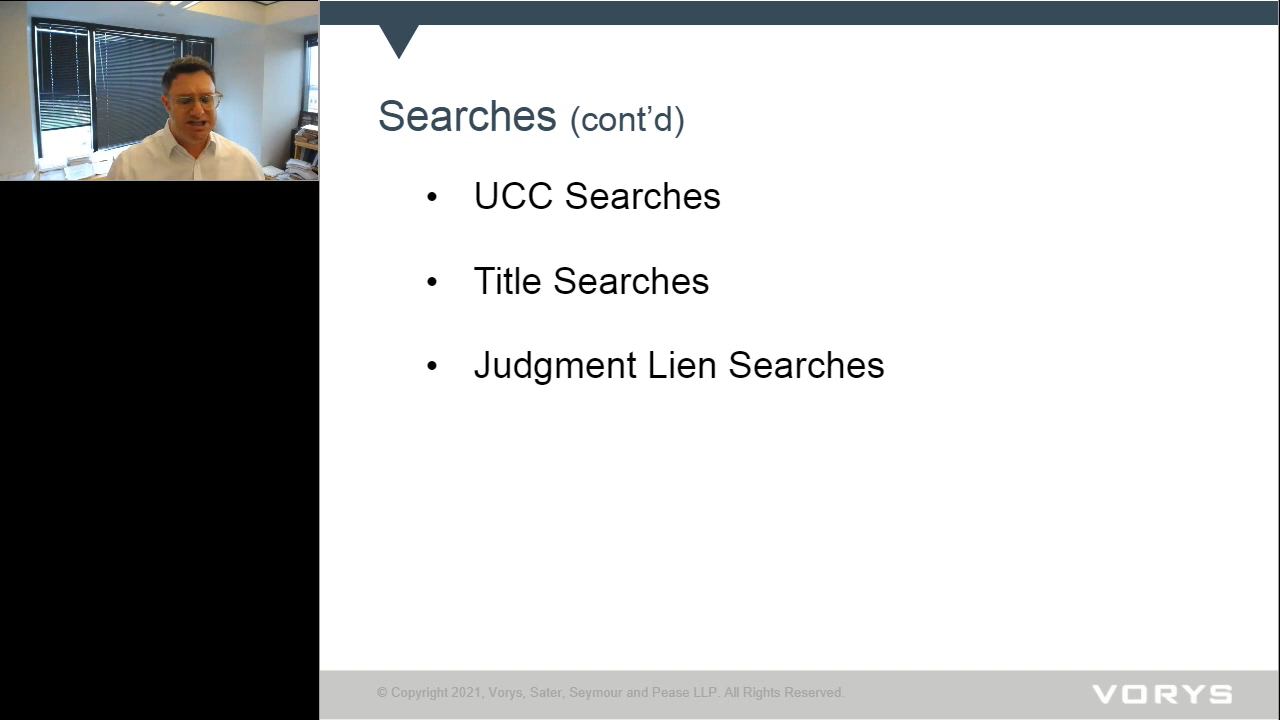 Searches (cont’d)
• UCC Searches
• Title Searches
• Judgment Lien Searches
© Copyright 2021, Vorys, Sater, Seymour and Pease LLP. All Rights Reserved.
VORYS